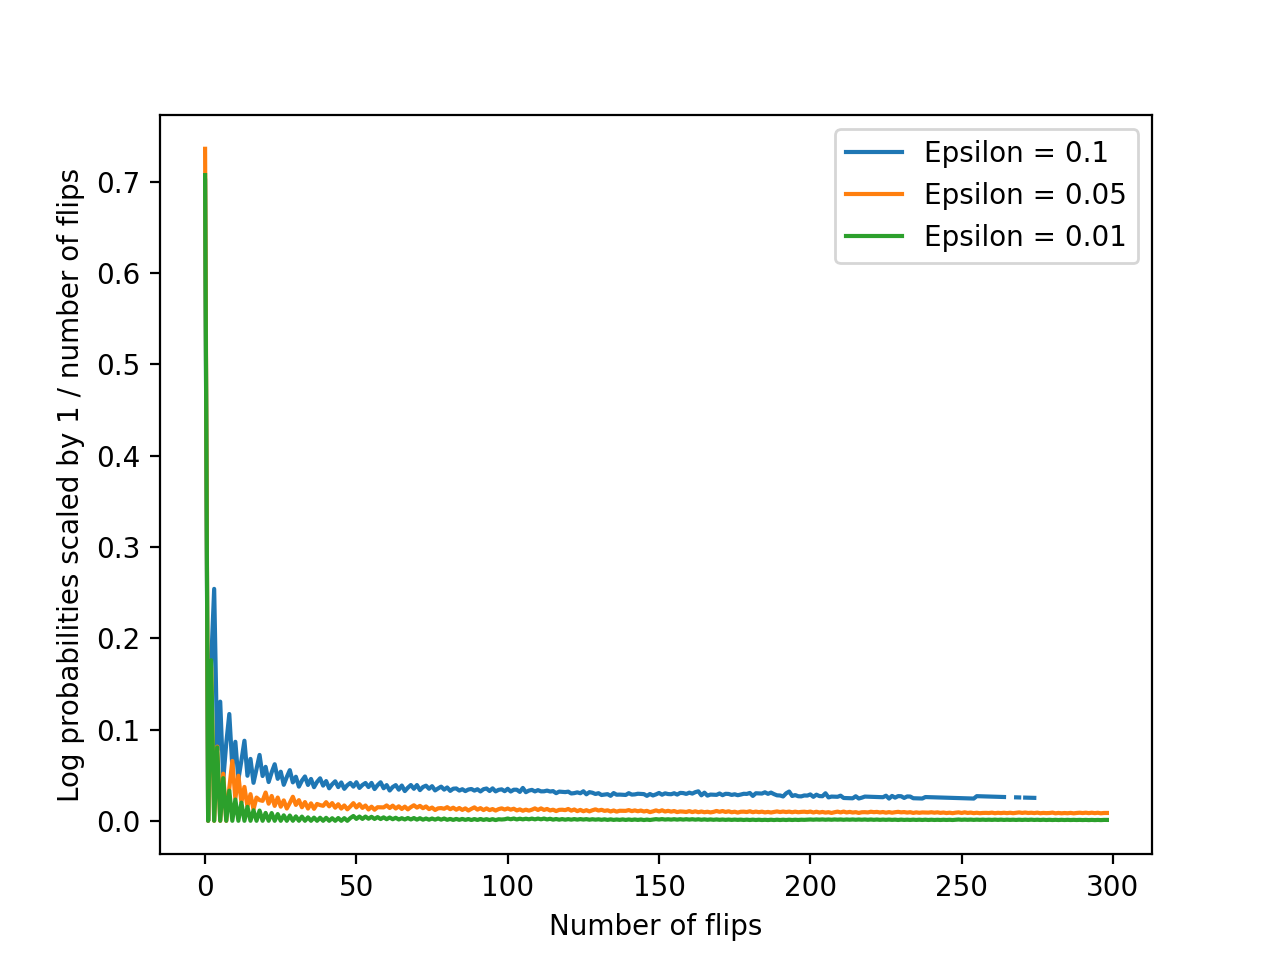 Epsilon = 0.1
Epsilon = 0.05
Epsilon = 0.01
Log probabilities scaled by 1 / number of flips
0.7
0.6
0.5
0.4
0.3
0.2
0.1
0.0
0 50 100 150 200 250 300
Number of flips